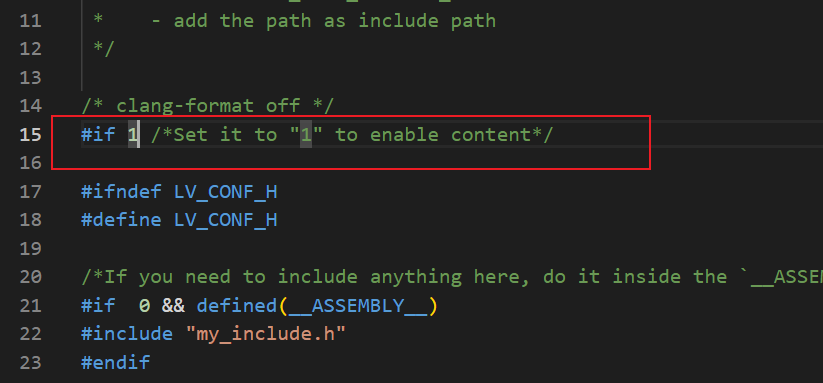 11 *    - add the path as include path
12 */
13
14 /* clang-format off */
15 #if 1 /*Set it to "1" to enable content*/
16
17 #ifndef LV_CONF_H
18 #define LV_CONF_H
19
20 /*If you need to include anything here, do it inside the `__ASSEM
21 #if  0 && defined(__ASSEMBLY__)
22 #include "my_include.h"
23 #endif